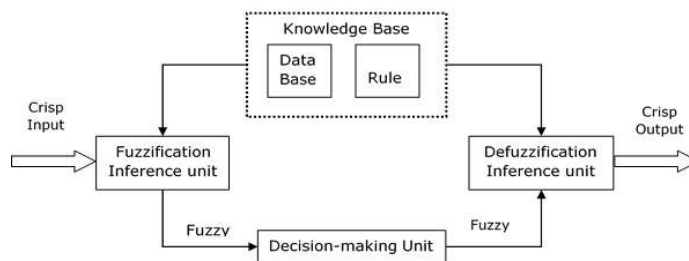 Knowledge Base
Data
Base
Rule
Crisp
Input
Crisp
Output
Fuzzification
Inference unit
Defuzzification
Inference unit
Fuzzy
Fuzzy
Decision-making Unit